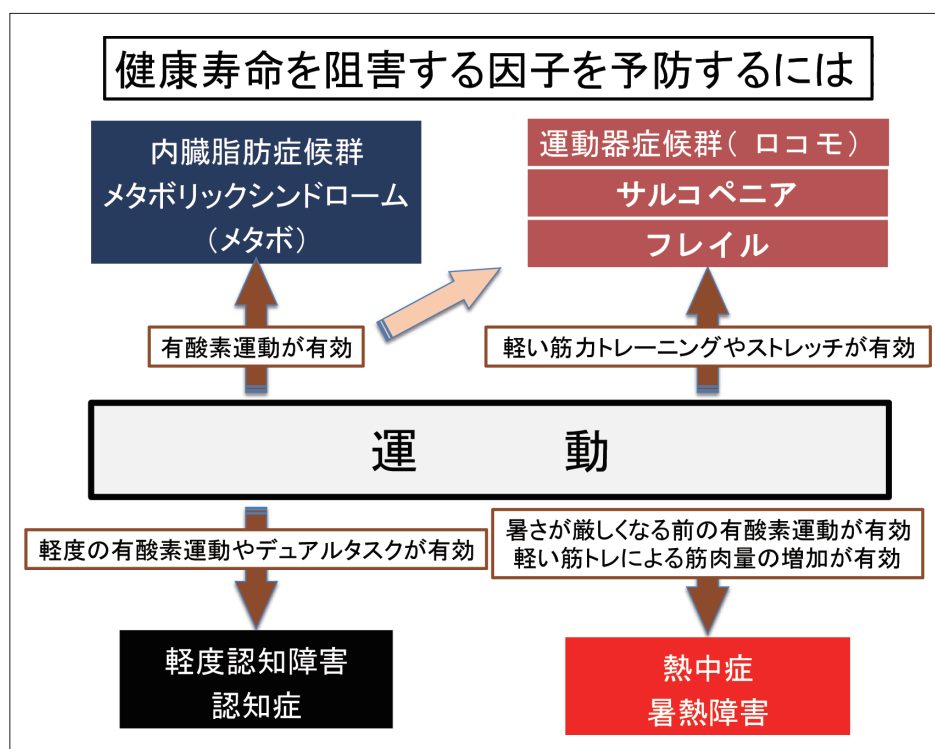 健康寿命を阻害する因子を予防するには
内臓脂肪症候群
メタボリックシンドローム
（メタボ）
運動器症候群（ ロコモ）
サルコペニア
フレイル
有酸素運動が有効
軽い筋力トレーニングやストレッチが有効
運　　　動
軽度の有酸素運動やデュアルタスクが有効
暑さが厳しくなる前の有酸素運動が有効
軽い筋トレによる筋肉量の増加が有効
軽度認知障害
認知症
熱中症
暑熱障害